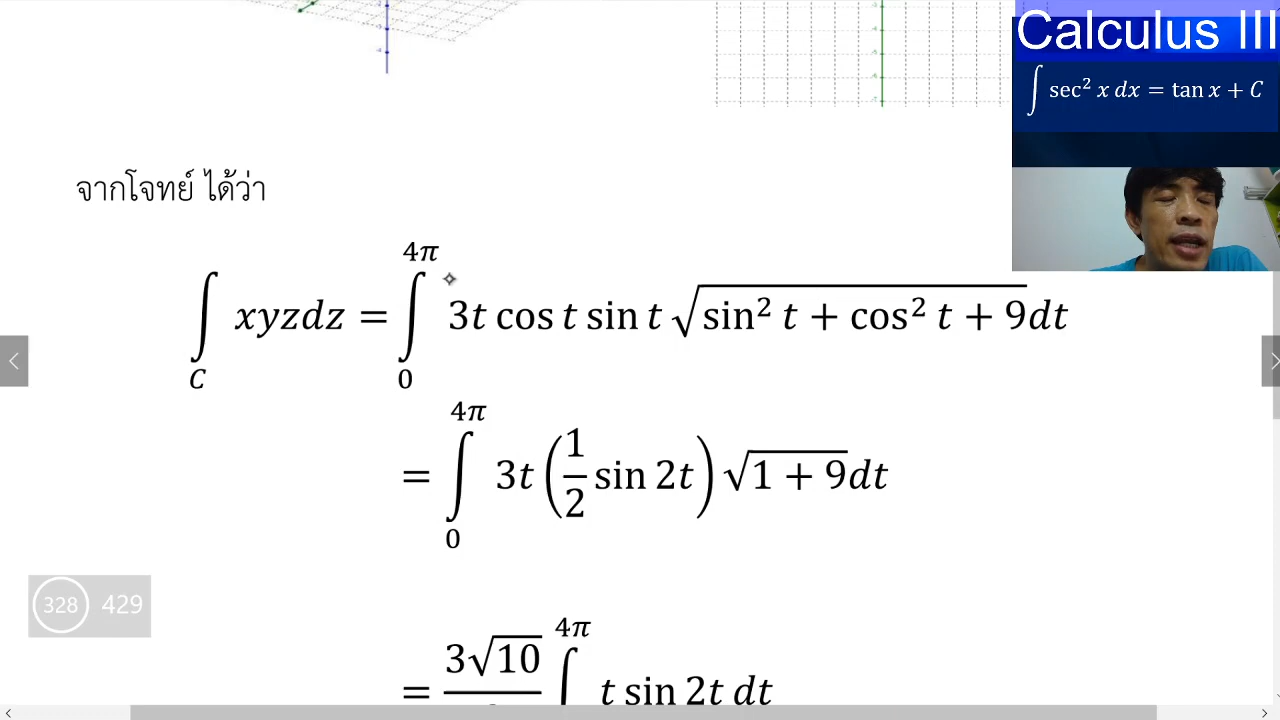 Calculus III
∫ sec² x dx = tan x + C
จากโจทย์ ได้ว่า
∫_C xyzdz = ∫_0^{4π} 3t cos t sin t √(sin² t + cos² t + 9) dt
= ∫_0^{4π} 3t (1/2 sin 2t) √(1 + 9) dt
328 429
= 3√10 ∫^{4π} t sin 2t dt